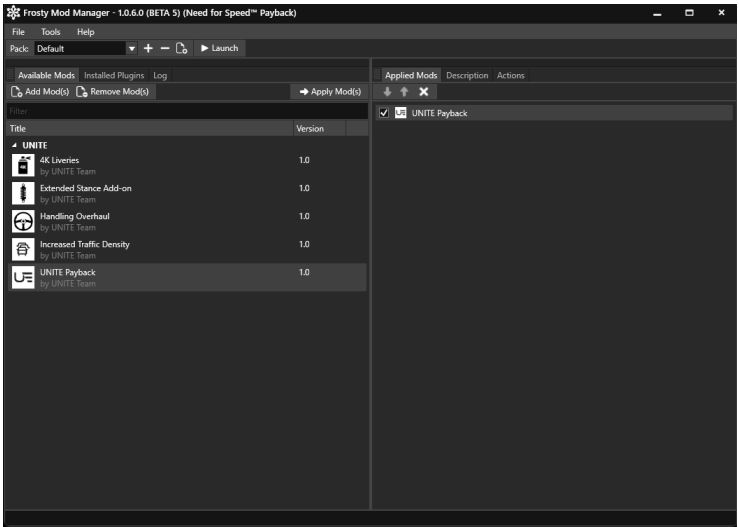 Frosty Mod Manager - 1.0.6.0 (BETA 5) (Need for Speed™ Payback)
File Tools Help
Pack: Default Launch
Available Mods Installed Plugins Log
Add Mod(s) Remove Mod(s) Apply Mod(s)
Filter
Title Version
UNITE
4K Liveries 1.0
by UNITE Team
Extended Stance Add-on 1.0
by UNITE Team
Handling Overhaul 1.0
by UNITE Team
Increased Traffic Density 1.0
by UNITE Team
UNITE Payback 1.0
by UNITE Team
Applied Mods Description Actions
UNITE Payback